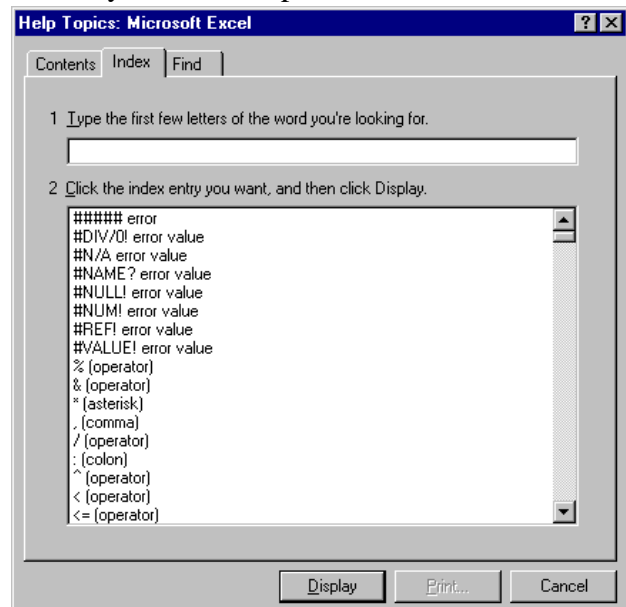 Help Topics: Microsoft Excel
Contents Index Find
1 Type the first few letters of the word you're looking for.
2 Click the index entry you want, and then click Display.
##### error
#DIV/0! error value
#N/A error value
#NAME? error value
#NULL! error value
#NUM! error value
#REF! error value
#VALUE! error value
% (operator)
& (operator)
* (asterisk)
, (comma)
/ (operator)
: (colon)
^ (operator)
< (operator)
<= (operator)
Display Print... Cancel